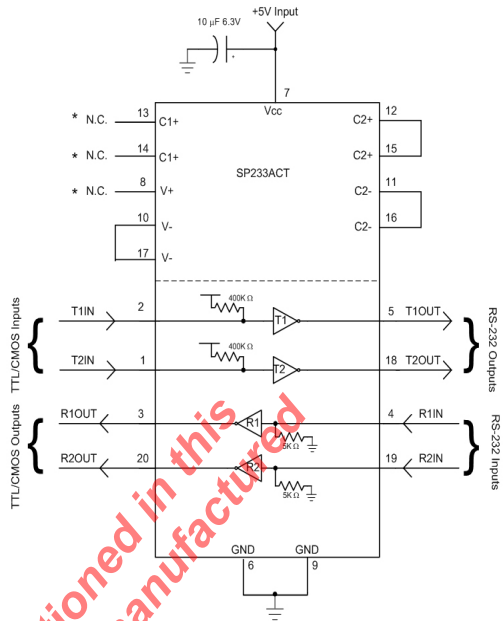 +5V Input
10 µF 6.3V
+
7
Vcc
* N.C. 13 C1+
12 C2+
* N.C. 14 C1+
15 C2+
SP233ACT
* N.C. 8 V+
11 C2-
10 V-
16 C2-
17 V-
TTL/CMOS Inputs
400K Ω
T1IN 2 T1 5 T1OUT
400K Ω
T2IN 1 T2 18 T2OUT
RS-232 Outputs
TTL/CMOS Outputs
R1OUT 3 R1 4 R1IN
5K Ω
R2OUT 20 R2 19 R2IN
5K Ω
RS-232 Inputs
GND GND
6 9
tioned in this
anufactured